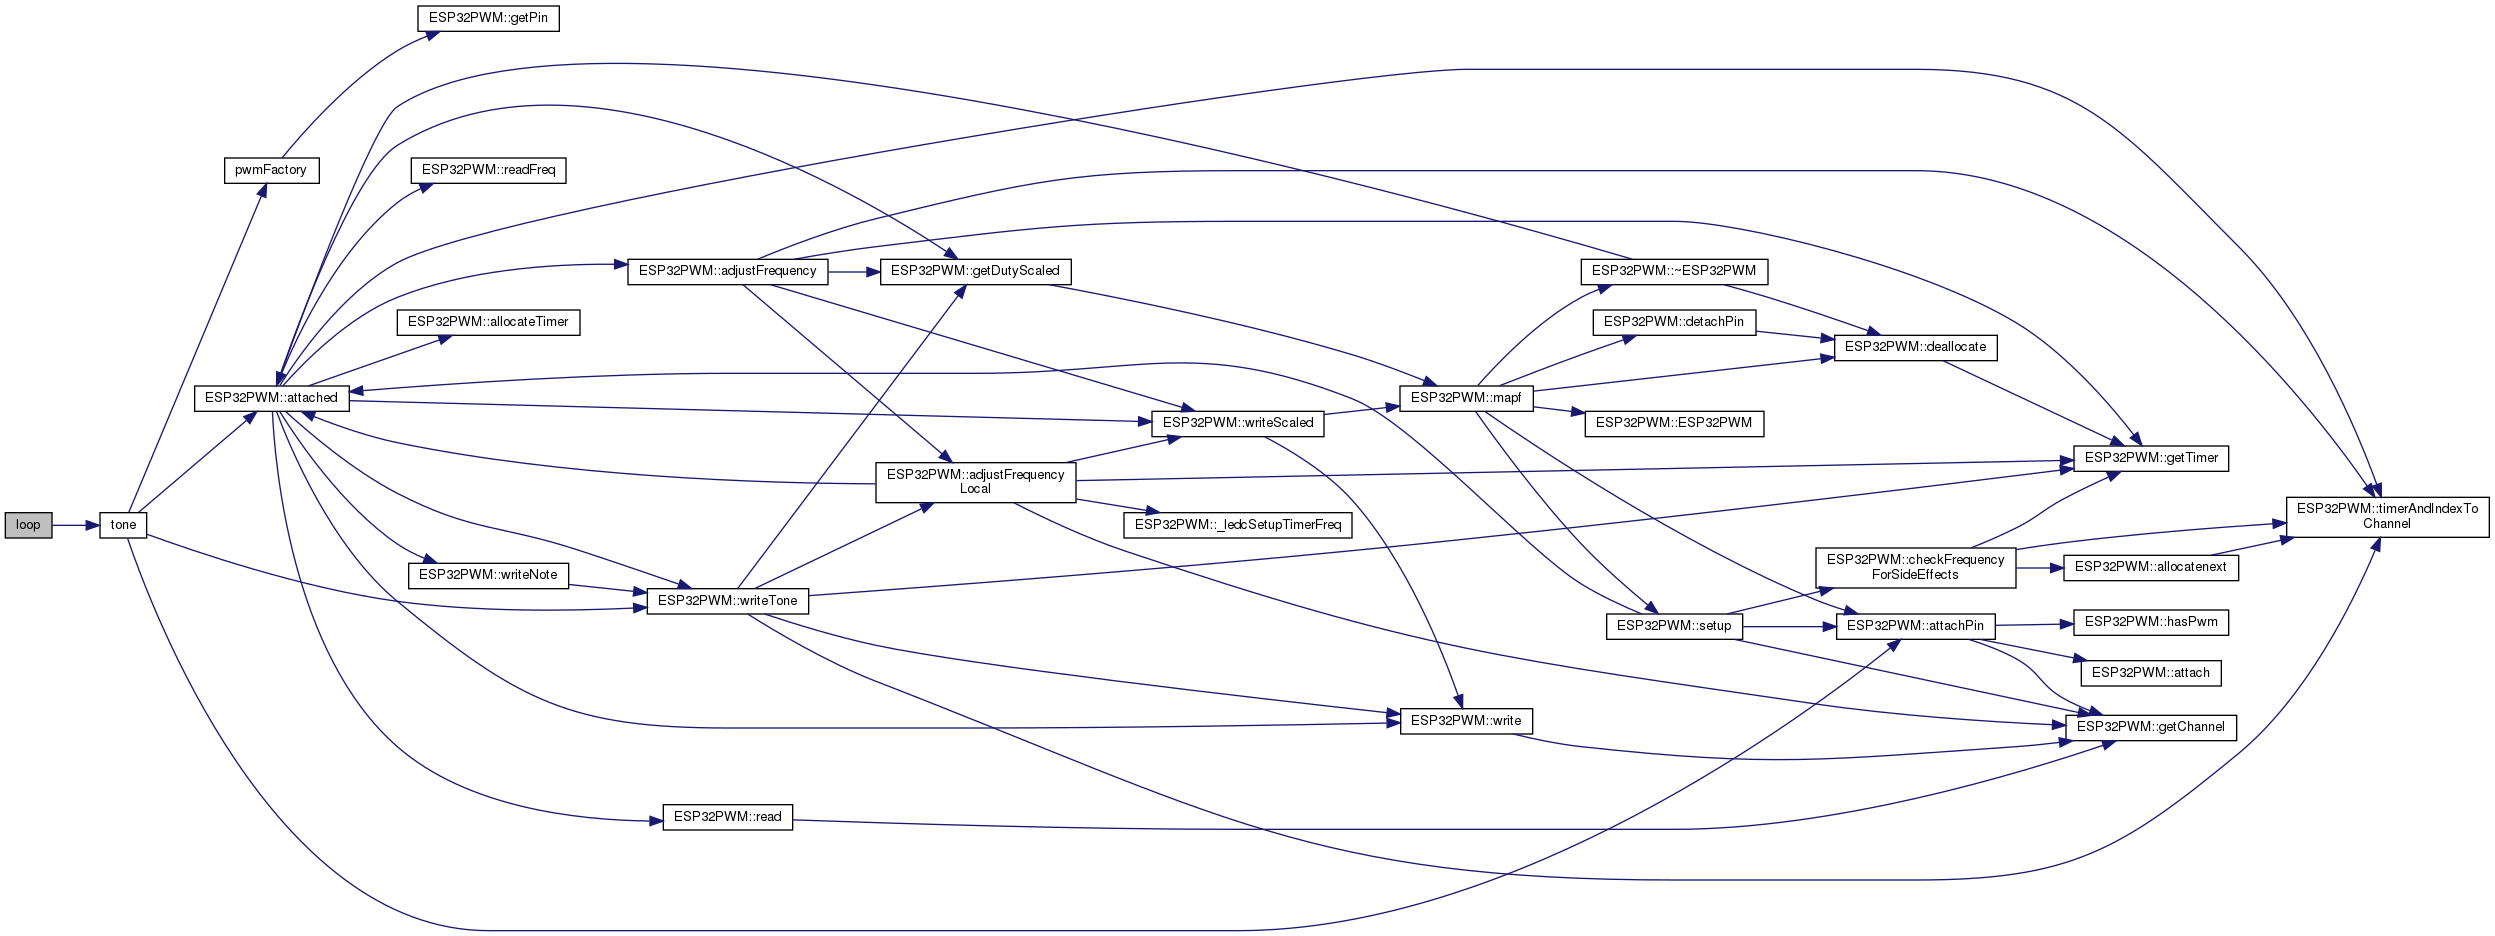 ESP32PWM::getPin
pwmFactory
ESP32PWM::readFreq
ESP32PWM::adjustFrequency
ESP32PWM::getDutyScaled
ESP32PWM::~ESP32PWM
ESP32PWM::allocateTimer
ESP32PWM::detachPin
ESP32PWM::deallocate
ESP32PWM::attached
ESP32PWM::mapf
ESP32PWM::writeScaled
ESP32PWM::ESP32PWM
ESP32PWM::getTimer
ESP32PWM::adjustFrequency
Local
loop
tone
ESP32PWM::_ledcSetupTimerFreq
ESP32PWM::timerAndIndexTo
Channel
ESP32PWM::writeNote
ESP32PWM::checkFrequency
ForSideEffects
ESP32PWM::allocatenext
ESP32PWM::writeTone
ESP32PWM::setup
ESP32PWM::attachPin
ESP32PWM::hasPwm
ESP32PWM::attach
ESP32PWM::write
ESP32PWM::getChannel
ESP32PWM::read